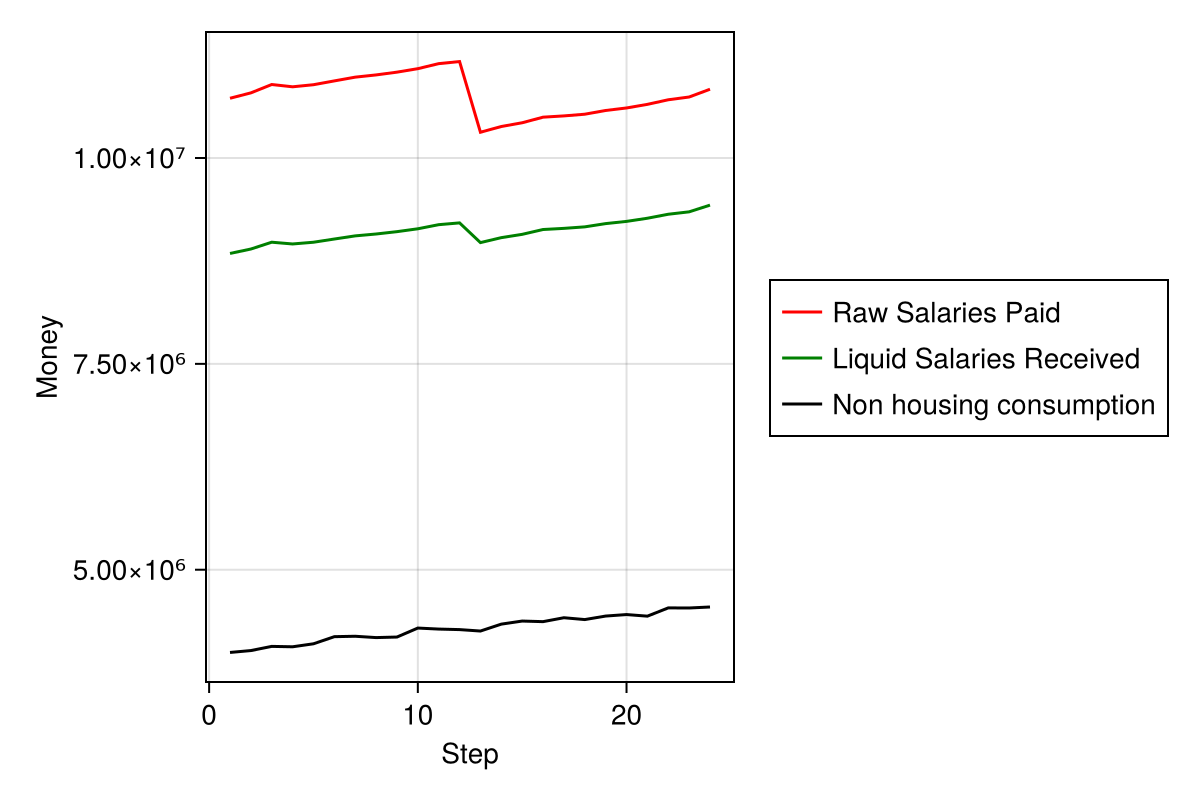 1.00×10⁷
7.50×10⁶
5.00×10⁶
Money
0
10
20
Step
Raw Salaries Paid
Liquid Salaries Received
Non housing consumption